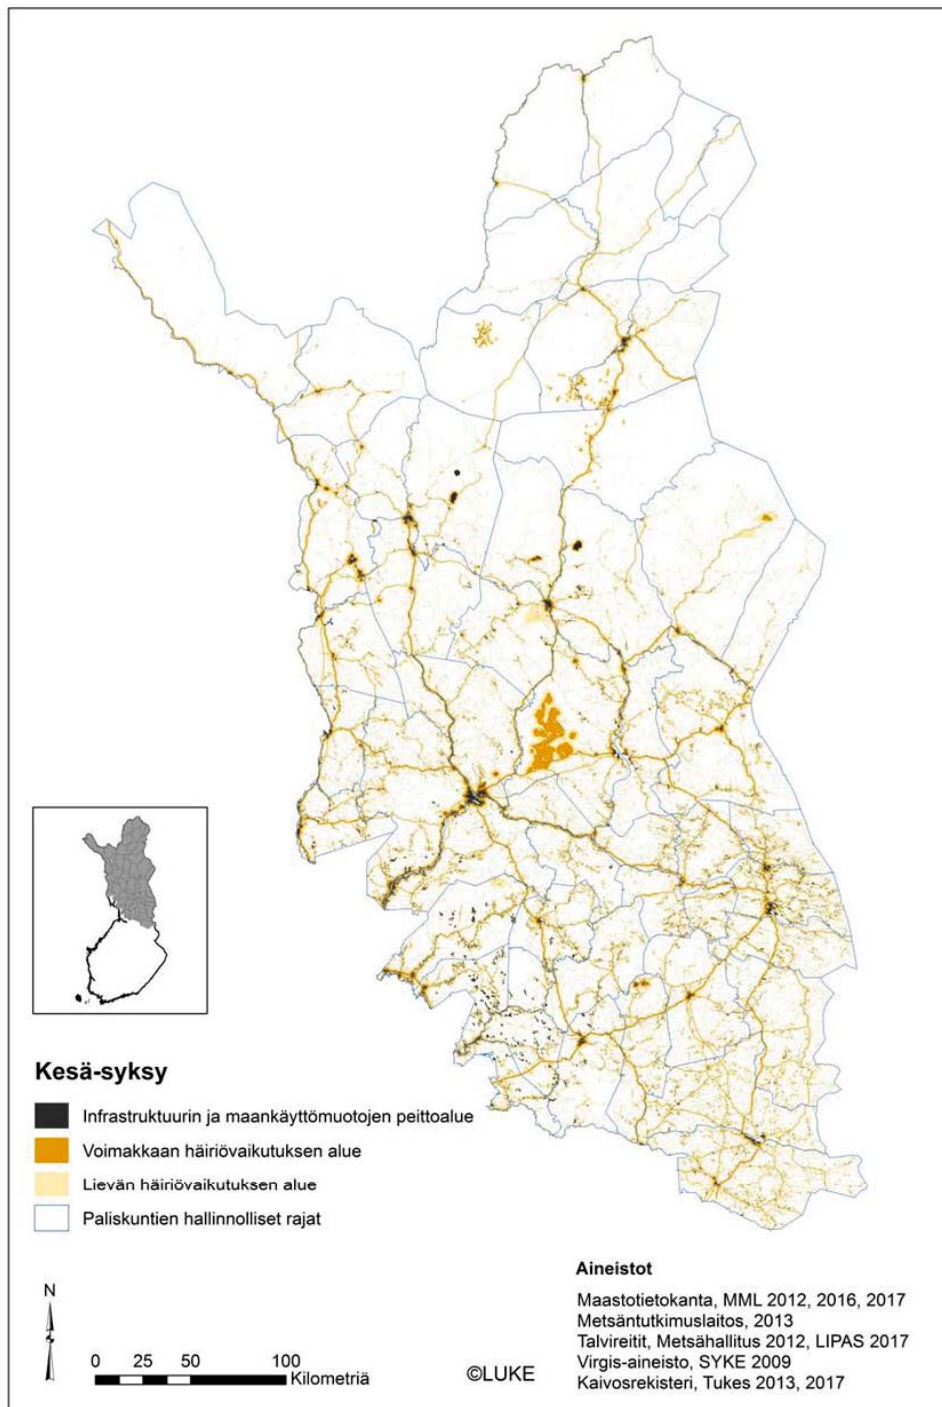 Kesä-syksy
Infrastruktuurin ja maankäyttömuotojen peittoalue
Voimakkaan häiriövaikutuksen alue
Lievän häiriövaikutuksen alue
Paliskuntien hallinnolliset rajat
N
0 25 50 100
Kilometriä
©LUKE
Aineistot
Maastotietokanta, MML 2012, 2016, 2017
Metsäntutkimuslaitos, 2013
Talvireitit, Metsähallitus 2012, LIPAS 2017
Virgis-aineisto, SYKE 2009
Kaivosrekisteri, Tukes 2013, 2017